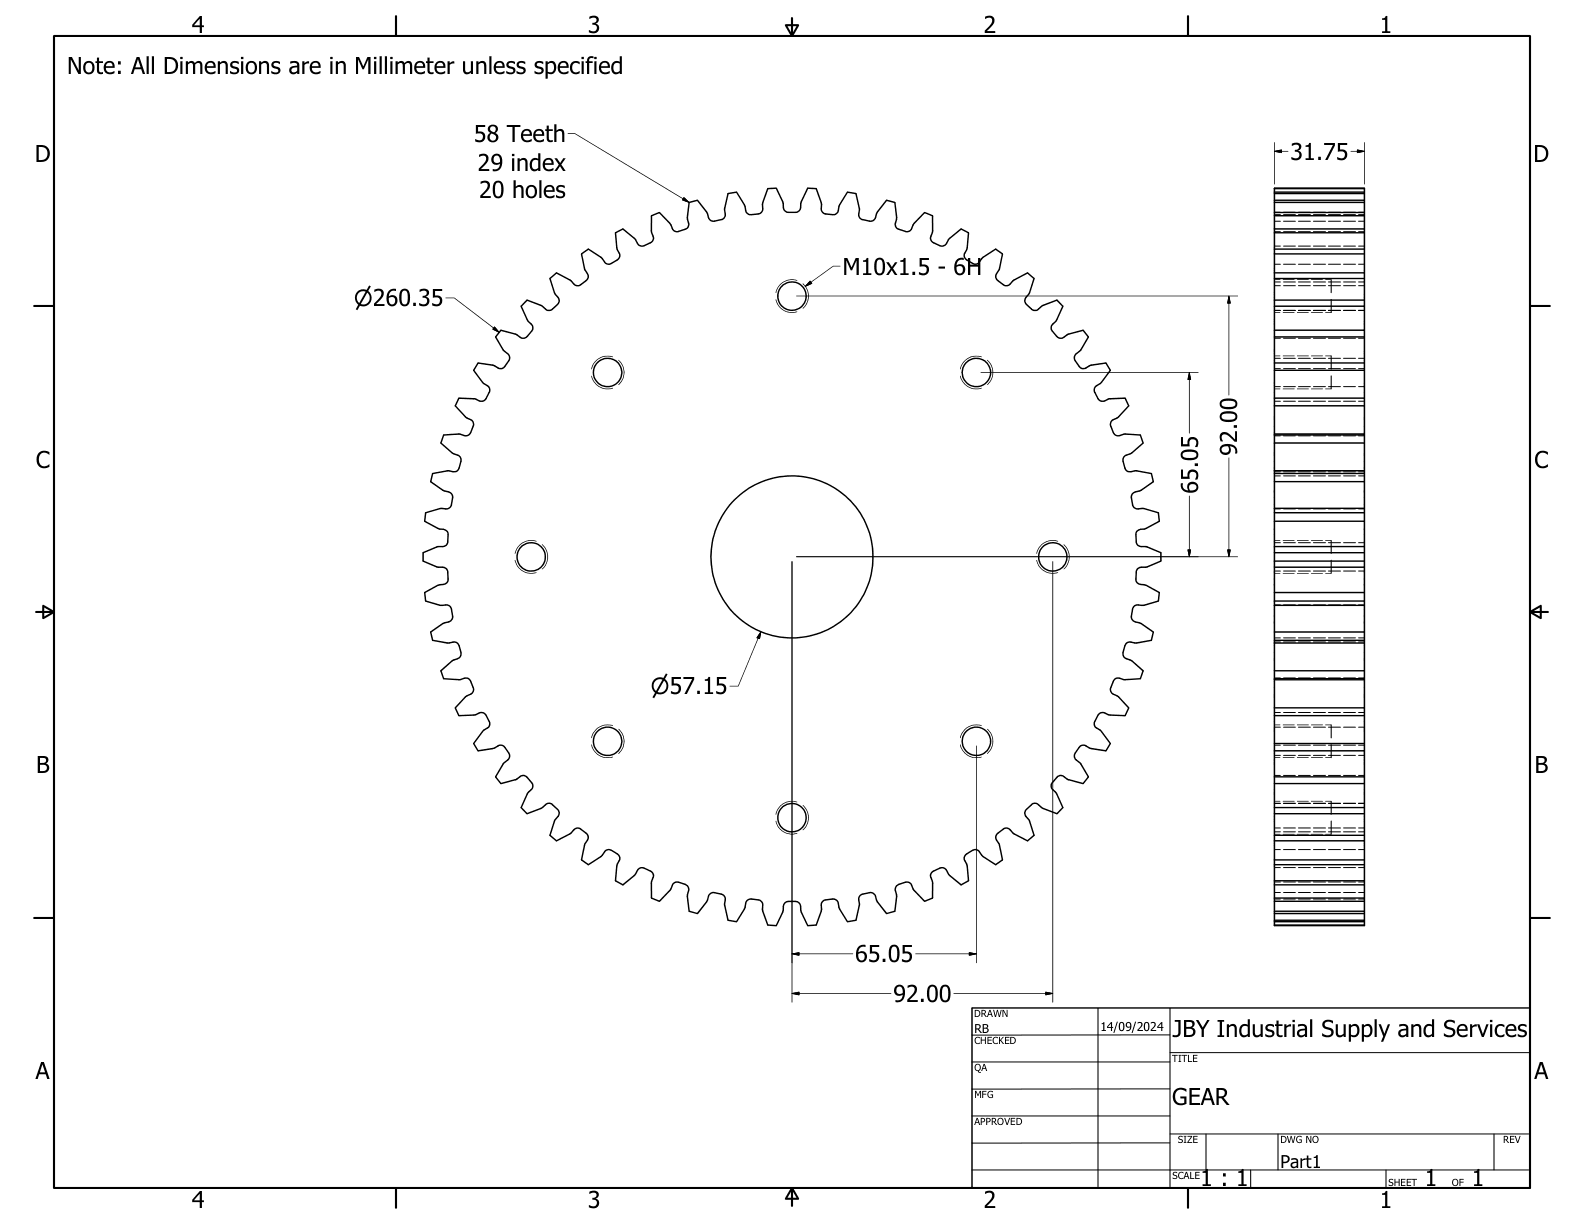 4 3 2 1
Note: All Dimensions are in Millimeter unless specified
58 Teeth
29 index
20 holes
D D
31.75
M10x1.5 - 6H
Ø260.35
92.00
65.05
C C
Ø57.15
B B
65.05
92.00
DRAWN
RB 14/09/2024 JBY Industrial Supply and Services
CHECKED
TITLE
QA
A A
MFG GEAR
APPROVED
SIZE DWG NO REV
Part1
SCALE 1 : 1 SHEET 1 OF 1
4 3 2 1